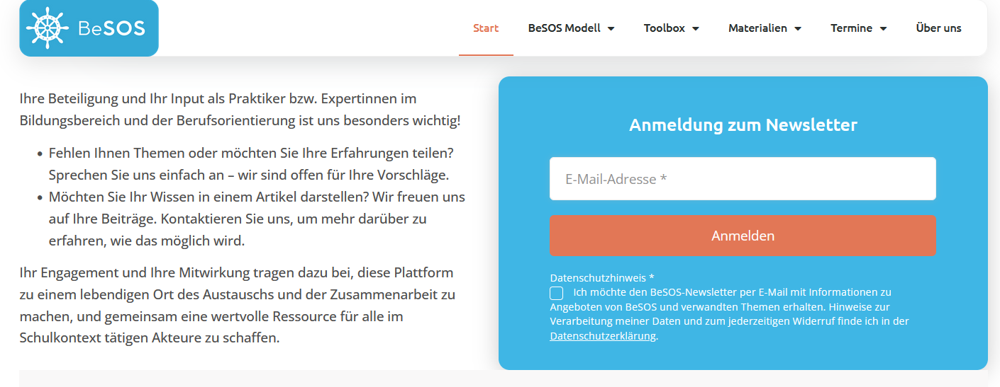 BeSOS
Start
BeSOS Modell
Toolbox
Materialien
Termine
Über uns
Ihre Beteiligung und Ihr Input als Praktiker bzw. Expertinnen im
Bildungsbereich und der Berufsorientierung ist uns besonders wichtig!
• Fehlen Ihnen Themen oder möchten Sie Ihre Erfahrungen teilen?
Sprechen Sie uns einfach an – wir sind offen für Ihre Vorschläge.
• Möchten Sie Ihr Wissen in einem Artikel darstellen? Wir freuen uns
auf Ihre Beiträge. Kontaktieren Sie uns, um mehr darüber zu
erfahren, wie das möglich wird.
Ihr Engagement und Ihre Mitwirkung tragen dazu bei, diese Plattform
zu einem lebendigen Ort des Austauschs und der Zusammenarbeit zu
machen, und gemeinsam eine wertvolle Ressource für alle im
Schulkontext tätigen Akteure zu schaffen.
Anmeldung zum Newsletter
E-Mail-Adresse *
Anmelden
Datenschutzhinweis *
Ich möchte den BeSOS-Newsletter per E-Mail mit Informationen zu
Angeboten von BeSOS und verwandten Themen erhalten. Hinweise zur
Verarbeitung meiner Daten und zum jederzeitigen Widerruf finde ich in der
Datenschutzerklärung.